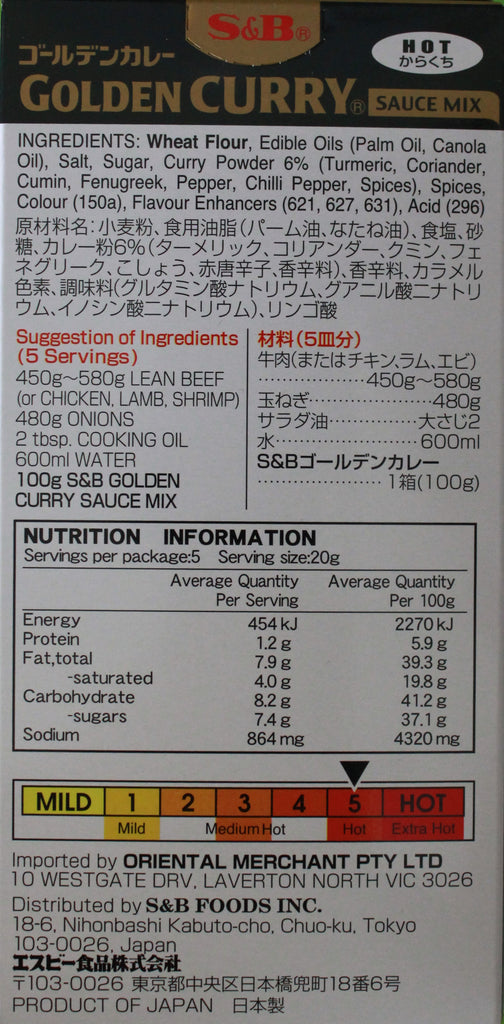 S&B®
ゴールデンカレー
GOLDEN CURRY® SAUCE MIX
HOT
からくち
INGREDIENTS: Wheat Flour, Edible Oils (Palm Oil, Canola
Oil), Salt, Sugar, Curry Powder 6% (Turmeric, Coriander,
Cumin, Fenugreek, Pepper, Chilli Pepper, Spices), Spices,
Colour (150a), Flavour Enhancers (621, 627, 631), Acid (296)
原材料名：小麦粉、食用油脂(パーム油、なたね油)、食塩、砂
糖、カレー粉6%(ターメリック、コリアンダー、クミン、フェ
ネグリーク、こしょう、赤唐辛子、香辛料)、香辛料、カラメル
色素、調味料(グルタミン酸ナトリウム、グアニル酸二ナトリ
ウム、イノシン酸二ナトリウム)、リンゴ酸
Suggestion of Ingredients
(5 Servings)
450g~580g LEAN BEEF
(or CHICKEN, LAMB, SHRIMP)
480g ONIONS
2 tbsp. COOKING OIL
600ml WATER
100g S&B GOLDEN
CURRY SAUCE MIX
材料(5皿分)
牛肉(またはチキン、ラム、エビ)
··················450g~580g
玉ねぎ··················480g
サラダ油···············大さじ2
水························600ml
S&Bゴールデンカレー
····················1箱(100g)
NUTRITION INFORMATION
Servings per package:5 Serving size:20g
Average Quantity Average Quantity
Per Serving Per 100g
Energy 454 kJ 2270 kJ
Protein 1.2 g 5.9 g
Fat,total 7.9 g 39.3 g
-saturated 4.0 g 19.8 g
Carbohydrate 8.2 g 41.2 g
-sugars 7.4 g 37.1 g
Sodium 864 mg 4320 mg
MILD 1 2 3 4 5 HOT
Mild Medium Hot Hot Extra Hot
Imported by ORIENTAL MERCHANT PTY LTD
10 WESTGATE DRV, LAVERTON NORTH VIC 3026
Distributed by S&B FOODS INC.
18-6, Nihonbashi Kabuto-cho, Chuo-ku, Tokyo
103-0026, Japan
エスビー食品株式会社
〒103-0026 東京都中央区日本橋兜町18番6号
PRODUCT OF JAPAN 日本製